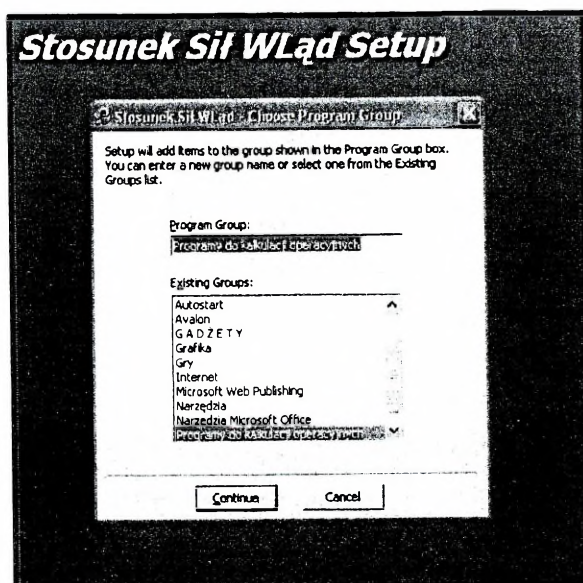 Stosunek Sił WLąd Setup
Stosunek Sił WLąd - Choose Program Group
Setup will add items to the group shown in the Program Group box.
You can enter a new group name or select one from the Existing
Groups list.
Program Group:
Programy do kalkulacji operacyjnych
Existing Groups:
Autostart
Avalon
G A D Ż E T Y
Grafika
Gry
Internet
Microsoft Web Publishing
Narzędzia
Narzedzia Microsoft Office
Programy do kAlkulacji operacyjnych
Continue
Cancel